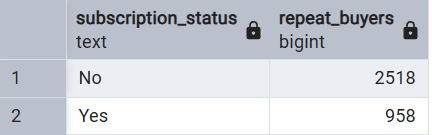 subscription_status repeat_buyers
text bigint
1 No 2518
2 Yes 958